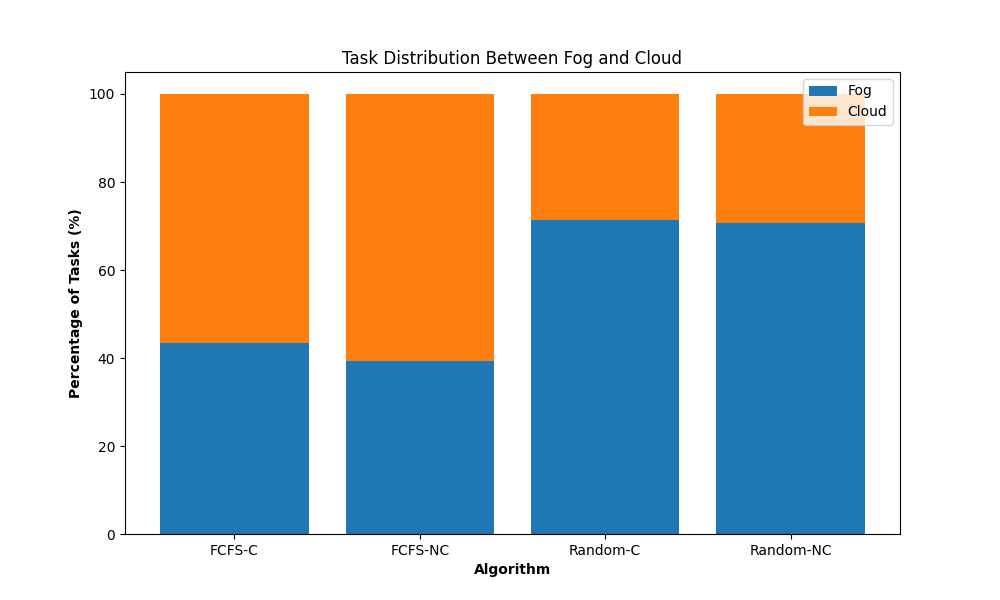 Task Distribution Between Fog and Cloud
Fog
Cloud
100
80
60
40
20
0
Percentage of Tasks (%)
FCFS-C
FCFS-NC
Random-C
Random-NC
Algorithm